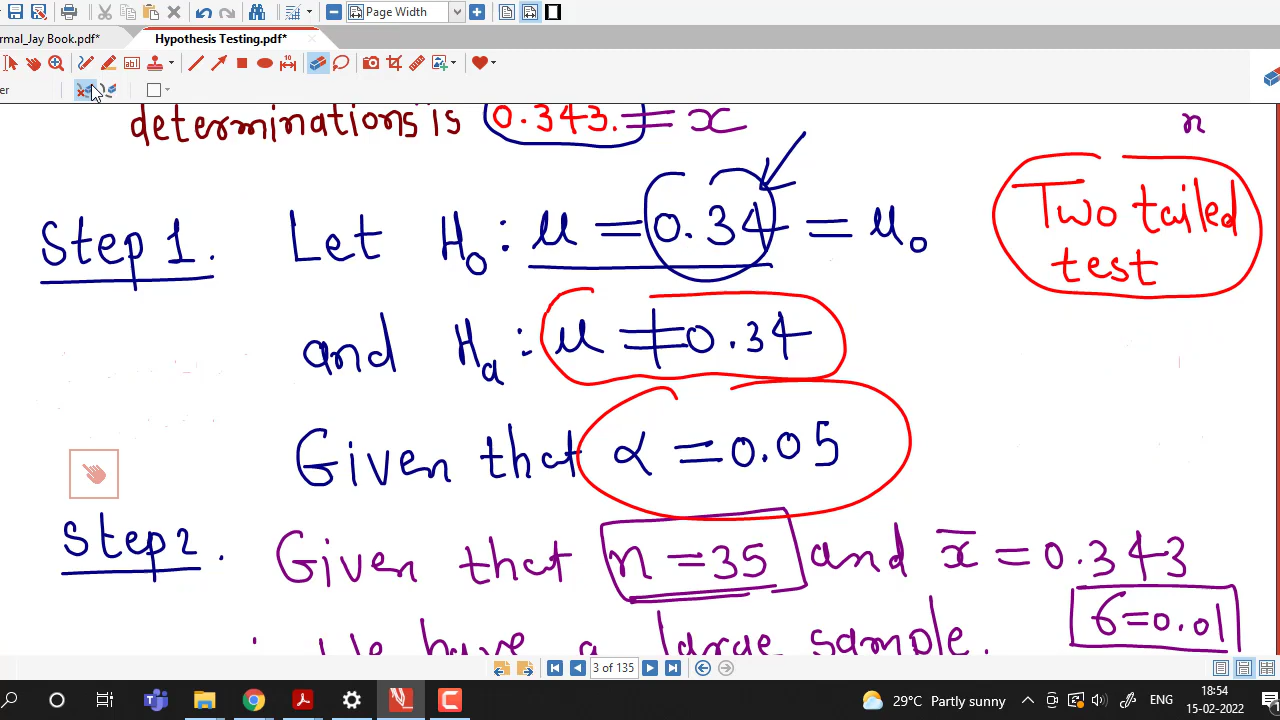 Page Width
rmal_Jay Book.pdf*
Hypothesis Testing.pdf*
er
determinations is 0.343. = x
n
Two tailed
test
Step 1. Let H₀ : μ = 0.34 = μ₀
and Hₐ : μ ≠ 0.34
Given that α = 0.05
Step 2. Given that n = 35 and x̄ = 0.343
σ = 0.01
We have a large sample.
3 of 135
29°C Partly sunny
ENG
18:54
15-02-2022